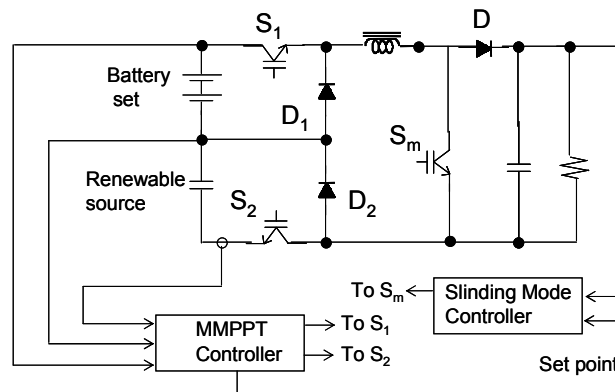 S1
D
Battery
set
D1
Sm
Renewable
source
S2
D2
To Sm
Slinding Mode
Controller
MMPPT
Controller
To S1
To S2
Set point